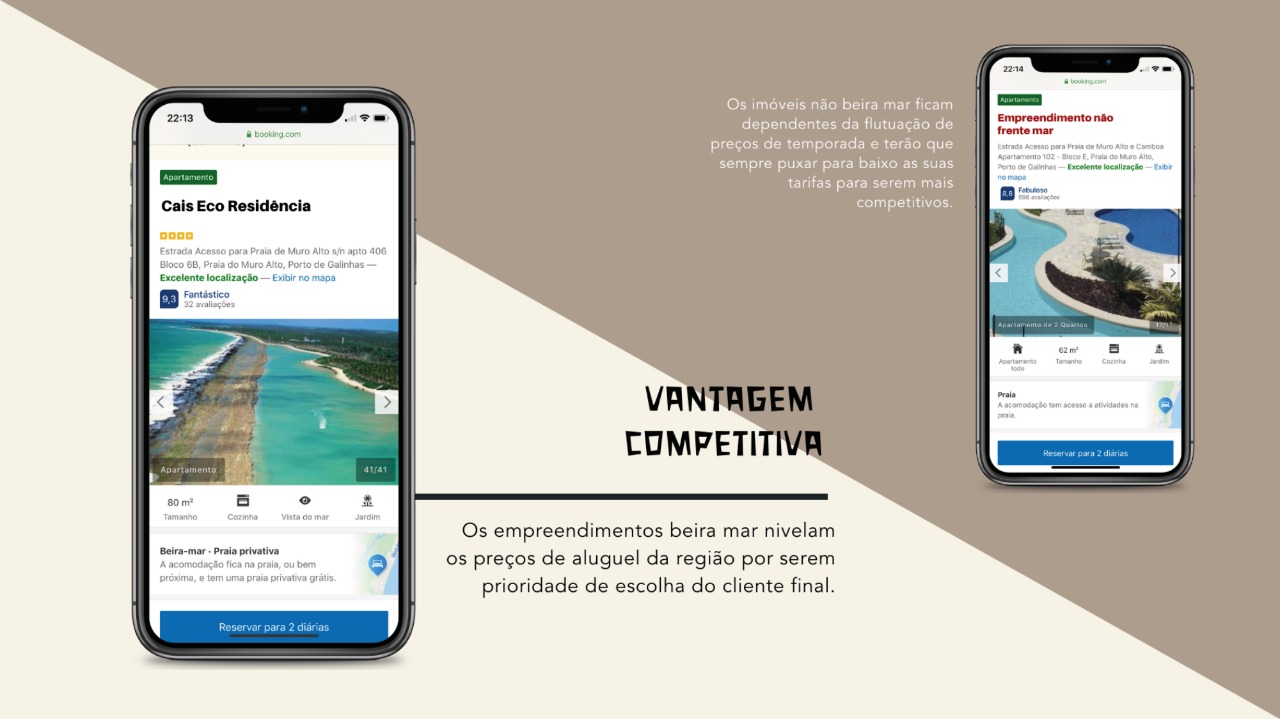 22:13
booking.com
Apartamento
Cais Eco Residência
Estrada Acesso para Praia de Muro Alto s/n apto 406
Bloco 6B, Praia do Muro Alto, Porto de Galinhas —
Excelente localização — Exibir no mapa
9,3 Fantástico
32 avaliações
Apartamento 41/41
80 m²
Tamanho Cozinha Vista do mar Jardim
Beira-mar · Praia privativa
A acomodação fica na praia, ou bem
próxima, e tem uma praia privativa grátis.
Reservar para 2 diárias
Os imóveis não beira mar ficam
dependentes da flutuação de
preços de temporada e terão que
sempre puxar para baixo as suas
tarifas para serem mais
competitivos.
VANTAGEM
COMPETITIVA
Os empreendimentos beira mar nivelam
os preços de aluguel da região por serem
prioridade de escolha do cliente final.
22:14
booking.com
Apartamento
Empreendimento não
frente mar
Estrada Acesso para Praia de Muro Alto e Camboa
Apartamento 102 - Bloco E, Praia do Muro Alto,
Porto de Galinhas — Excelente localização — Exibir
no mapa
8,8 Fabuloso
596 avaliações
Apartamento de 2 Quartos 17/17
62 m²
Apartamento todo Tamanho Cozinha Jardim
Praia
A acomodação tem acesso a atividades na
praia.
Reservar para 2 diárias